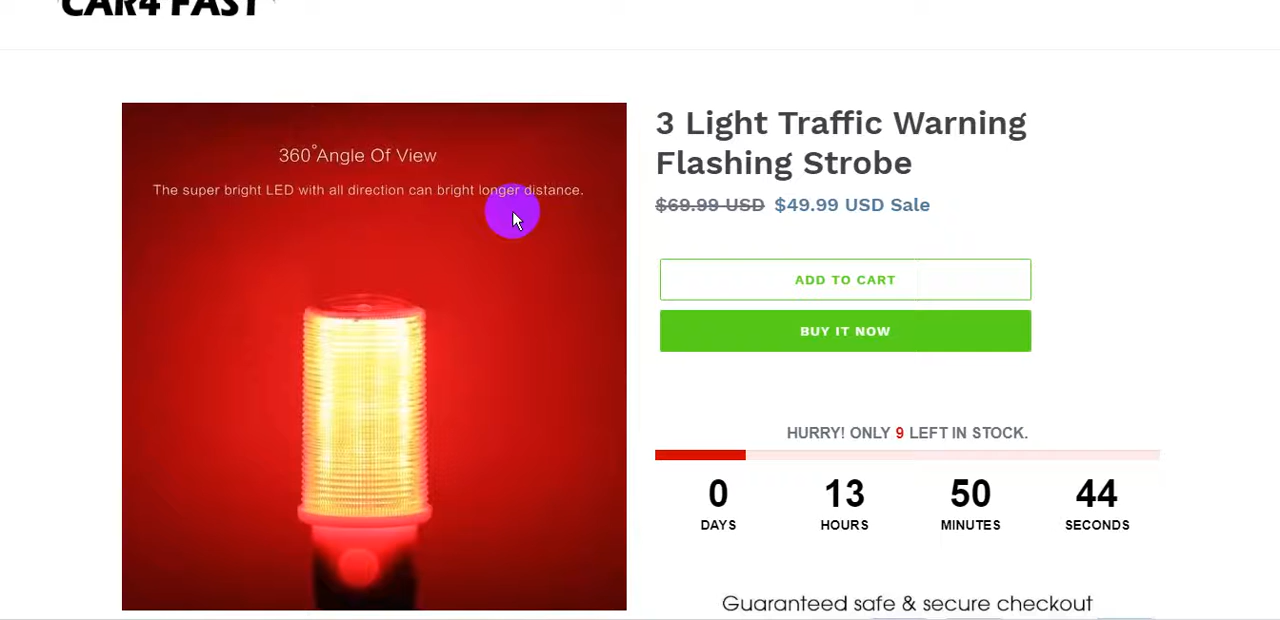 CAR4 FAST
360°Angle Of View
The super bright LED with all direction can bright longer distance.
3 Light Traffic Warning
Flashing Strobe
$69.99 USD $49.99 USD Sale
ADD TO CART
BUY IT NOW
HURRY! ONLY 9 LEFT IN STOCK.
0 13 50 44
DAYS HOURS MINUTES SECONDS
Guaranteed safe & secure checkout